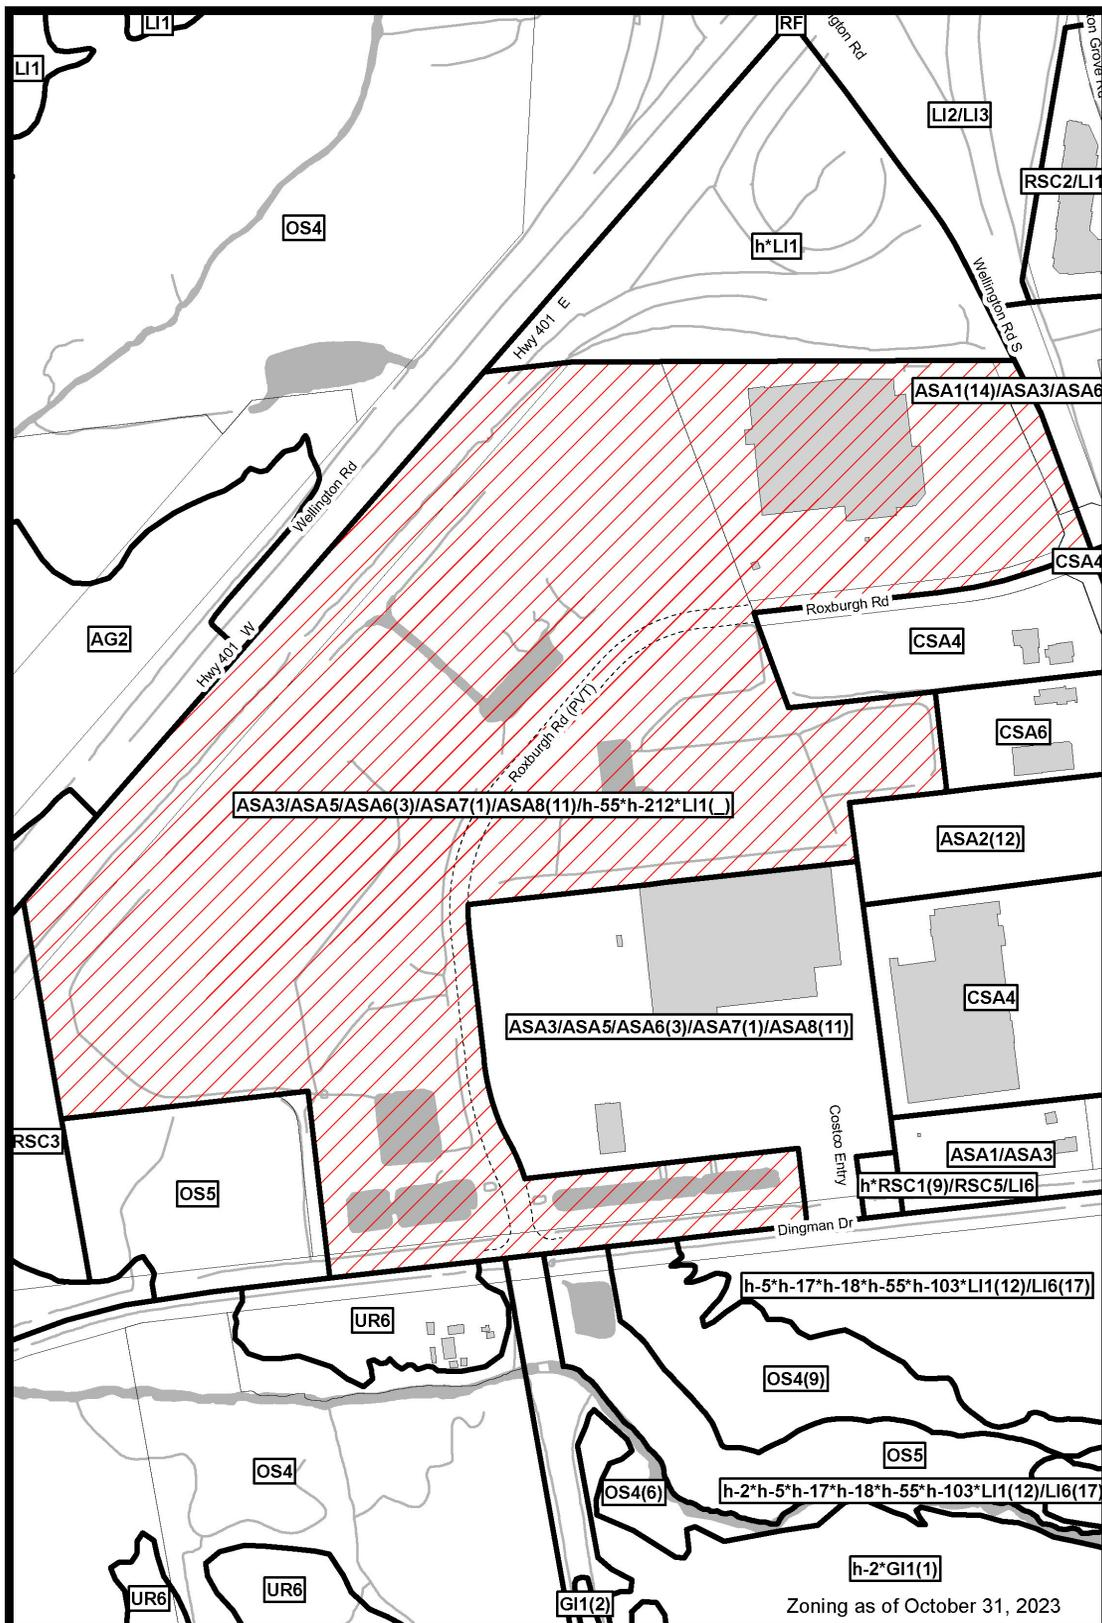 LI1
RF
ngton Rd
ton Grove Rd
LI1
LI2/LI3
RSC2/LI1
OS4
h*LI1
Wellington Rd S
Hwy 401 E
ASA1(14)/ASA3/ASA6
Wellington Rd
CSA4
Roxburgh Rd
AG2
CSA4
Hwy 401 W
Roxburgh Rd (PVT)
CSA6
ASA3/ASA5/ASA6(3)/ASA7(1)/ASA8(11)/h-55*h-212*LI1(_)
ASA2(12)
CSA4
ASA3/ASA5/ASA6(3)/ASA7(1)/ASA8(11)
RSC3
Costco Entry
ASA1/ASA3
OS5
h*RSC1(9)/RSC5/LI6
Dingman Dr
h-5*h-17*h-18*h-55*h-103*LI1(12)/LI6(17)
UR6
OS4(9)
OS5
OS4
OS4(6)
h-2*h-5*h-17*h-18*h-55*h-103*LI1(12)/LI6(17)
h-2*GI1(1)
UR6
UR6
GI1(2)
Zoning as of October 31, 2023